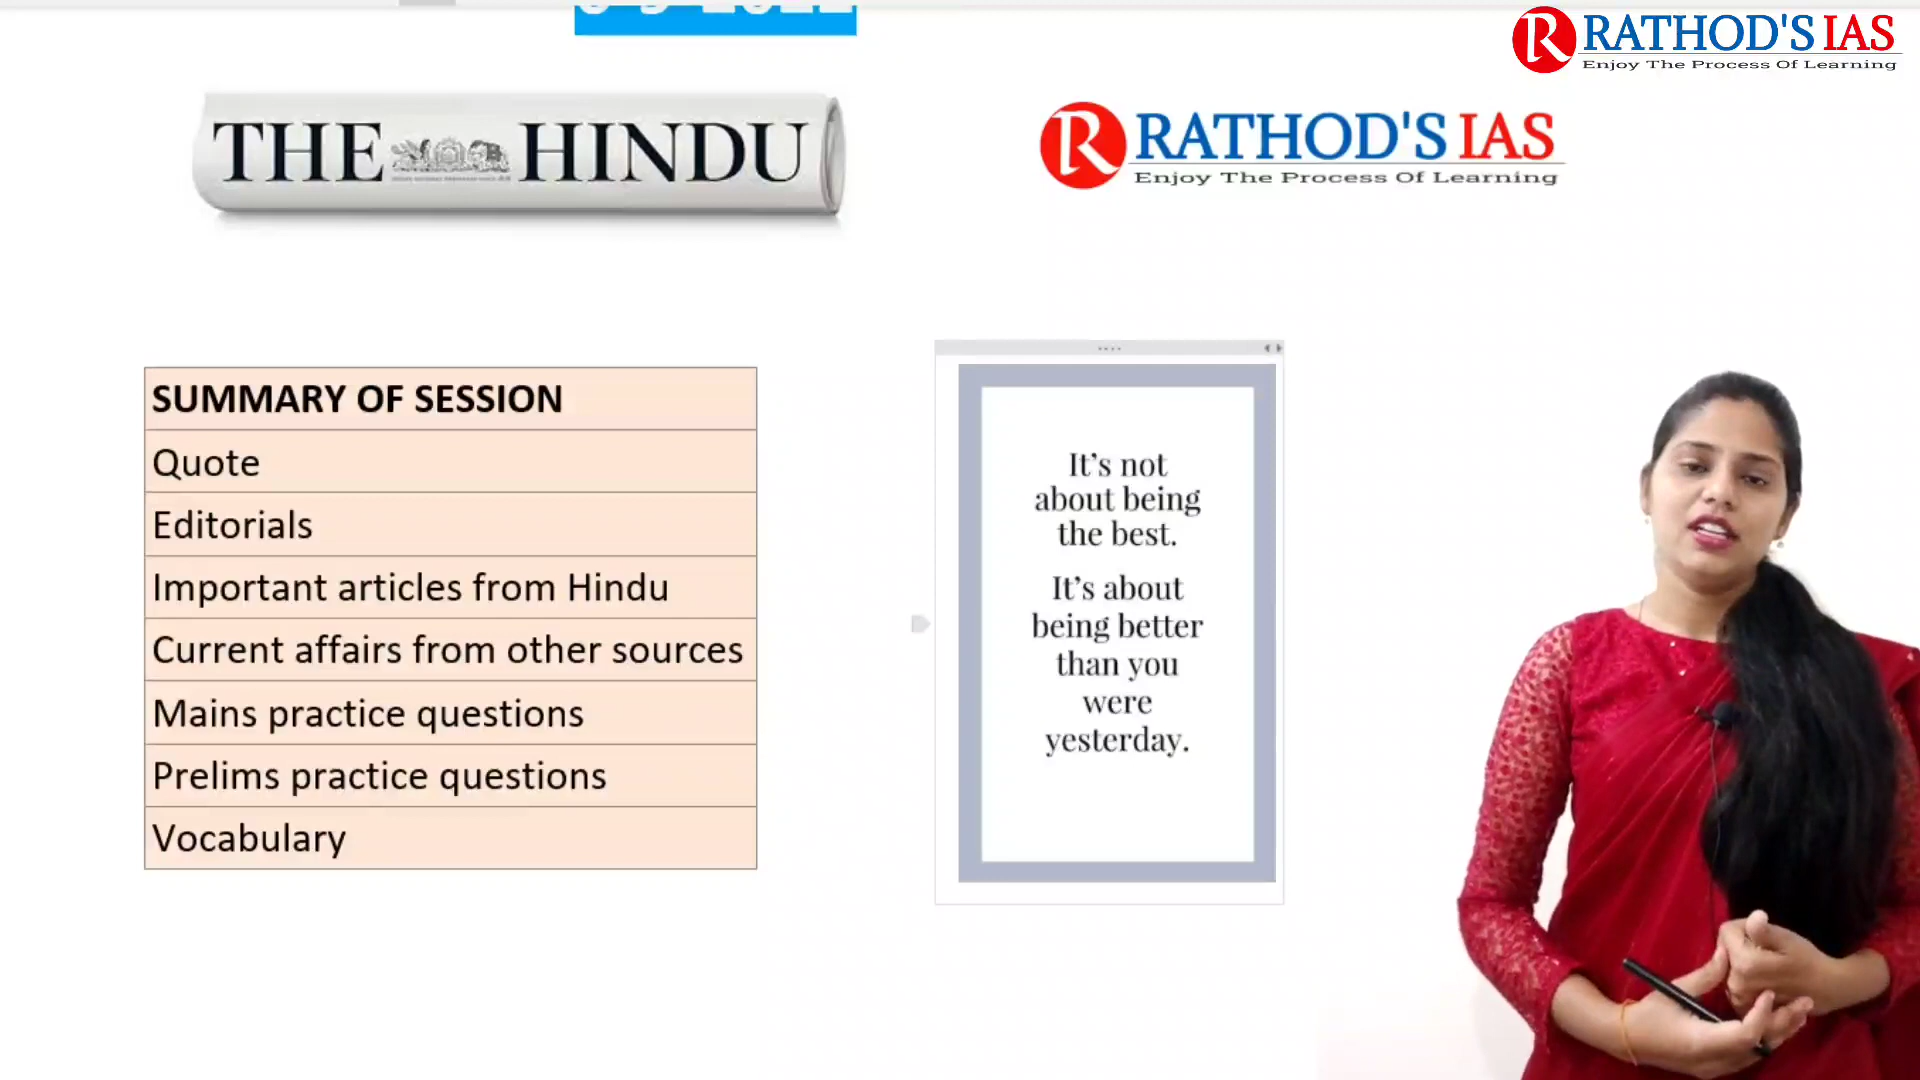 RATHOD'S IAS
Enjoy The Process Of Learning
THE HINDU
RATHOD'S IAS
Enjoy The Process Of Learning
SUMMARY OF SESSION
Quote
Editorials
Important articles from Hindu
Current affairs from other sources
Mains practice questions
Prelims practice questions
Vocabulary
It's not
about being
the best.
It's about
being better
than you
were
yesterday.